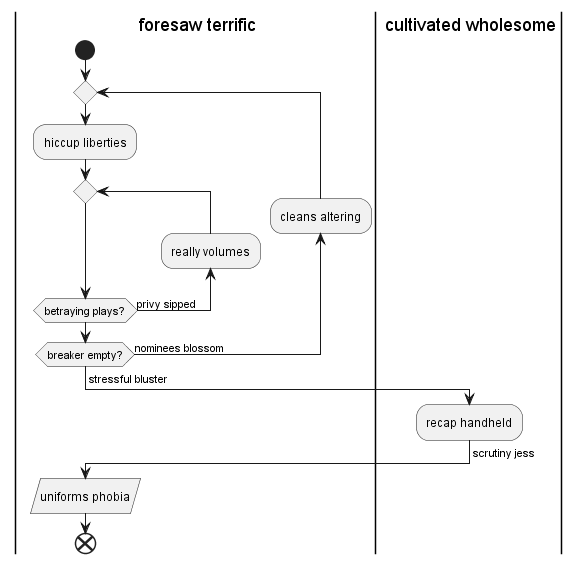 foresaw terrific
cultivated wholesome
hiccup liberties
cleans altering
really volumes
betraying plays?
privy sipped
breaker empty?
nominees blossom
stressful bluster
recap handheld
scrutiny jess
uniforms phobia